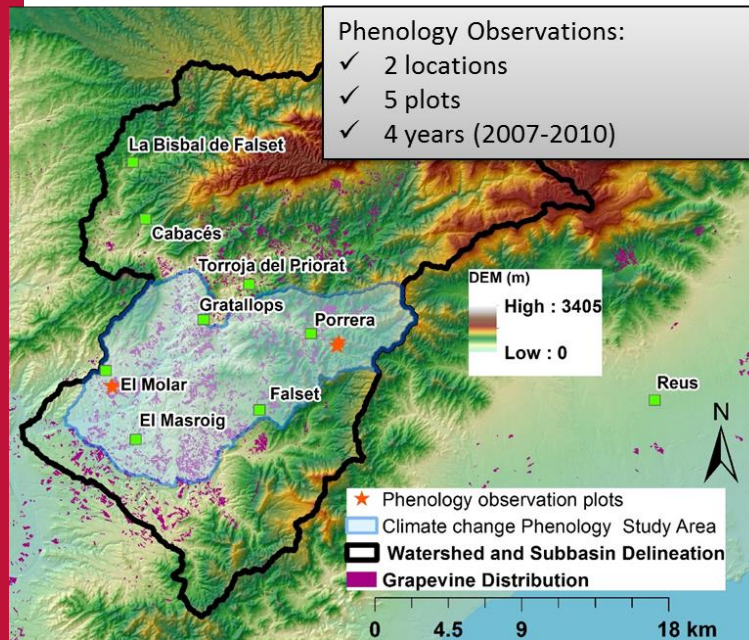 Phenology Observations:
✓ 2 locations
✓ 5 plots
✓ 4 years (2007-2010)
La Bisbal de Falset
Cabacés
Torroja del Priorat
Gratallops
Porrera
El Molar
Falset
El Masroig
Reus
DEM (m)
High : 3405
Low : 0
N
Phenology observation plots
Climate change Phenology Study Area
Watershed and Subbasin Delineation
Grapevine Distribution
0 4.5 9 18 km